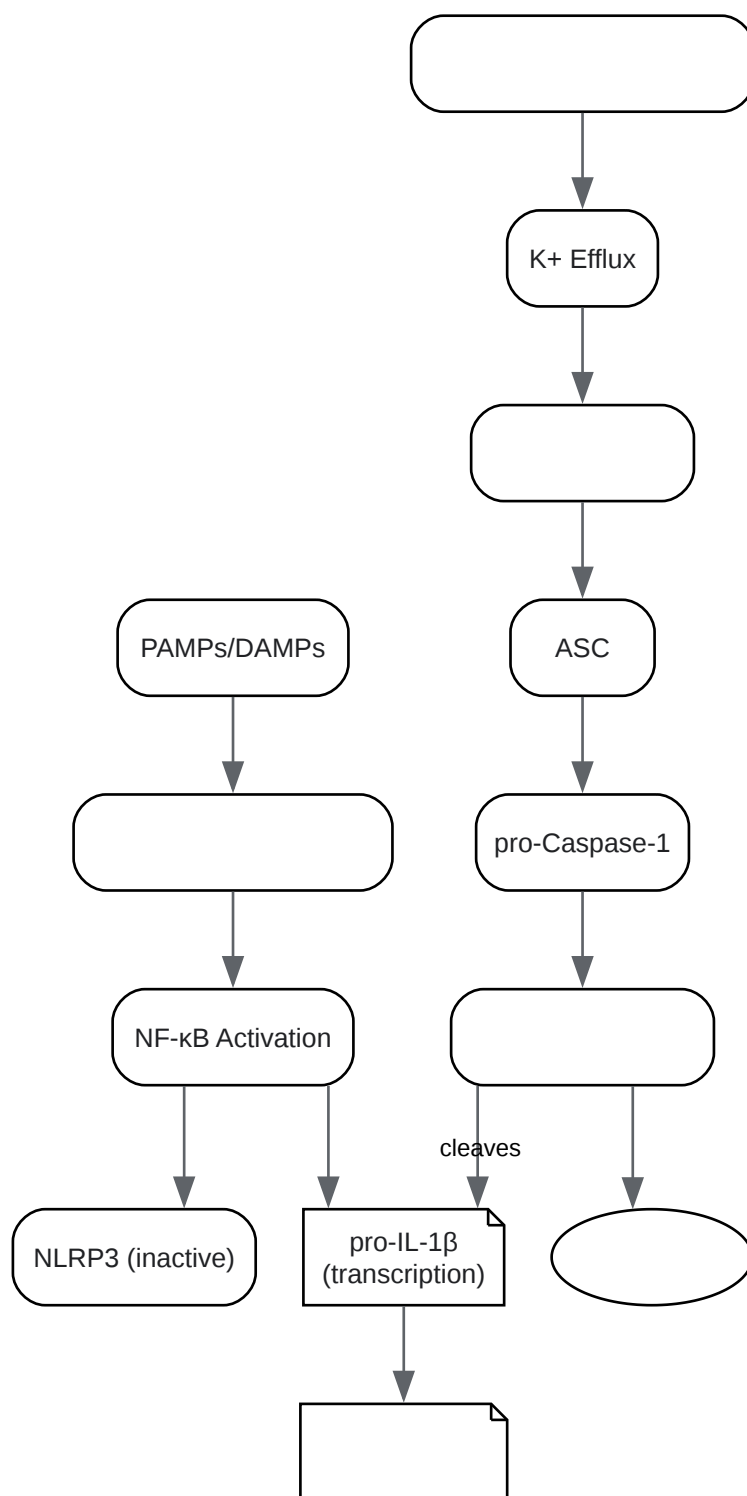 K+ Efflux
PAMPs/DAMPs
ASC
pro-Caspase-1
NF-κB Activation
cleaves
NLRP3 (inactive)
pro-IL-1β
(transcription)